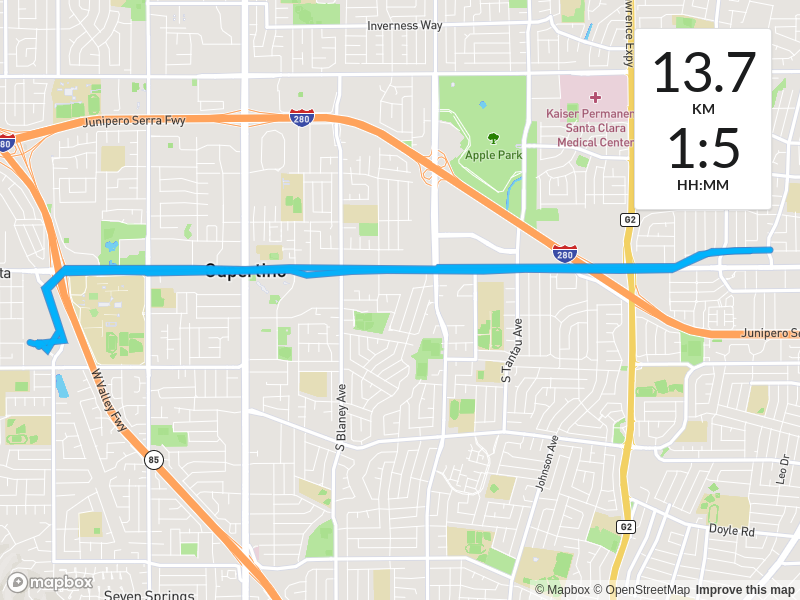 Inverness Way
Lawrence Expy
13.7
KM
1:5
HH:MM
Junipero Serra Fwy
280
280
Kaiser Permanen
Santa Clara
Medical Center
Apple Park
G2
280
Cupertino
Junipero Se
S Tantau Ave
W Valley Fwy
S Blaney Ave
85
Johnson Ave
Leo Dr
G2
Doyle Rd
mapbox
Seven Springs
© Mapbox © OpenStreetMap Improve this map